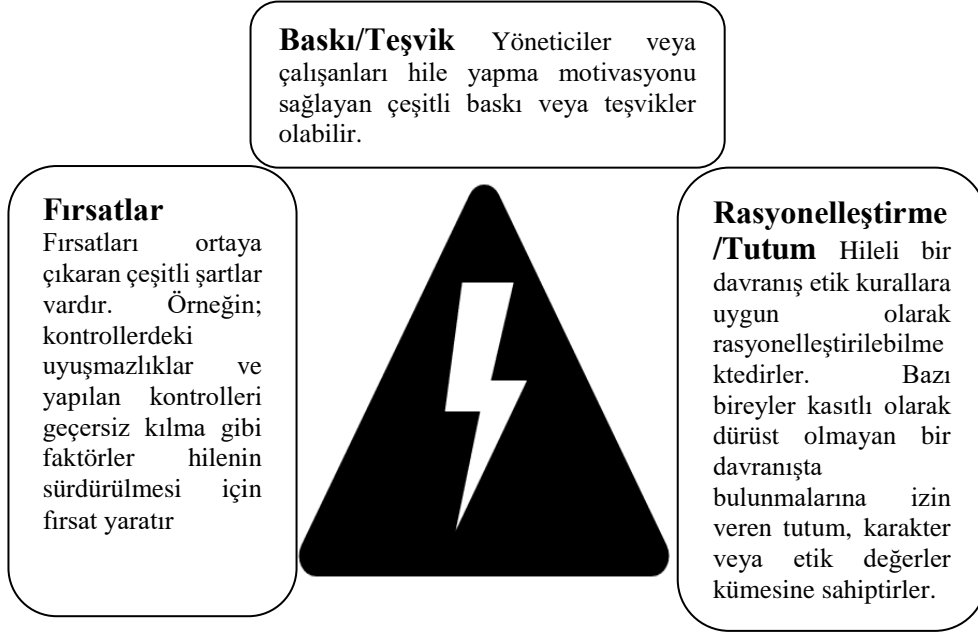 Baskı/Teşvik Yöneticiler veya
çalışanları hile yapma motivasyonu
sağlayan çeşitli baskı veya teşvikler
olabilir.
Fırsatlar
Fırsatları ortaya
çıkaran çeşitli şartlar
vardır. Örneğin;
kontrollerdeki
uyuşmazlıklar ve
yapılan kontrolleri
geçersiz kılma gibi
faktörler hilenin
sürdürülmesi için
fırsat yaratır
Rasyonelleştirme
/Tutum Hileli bir
davranış etik kurallara
uygun olarak
rasyonelleştirilebilme
ktedirler. Bazı
bireyler kasıtlı olarak
dürüst olmayan bir
davranışta
bulunmalarına izin
veren tutum, karakter
veya etik değerler
kümesine sahiptirler.